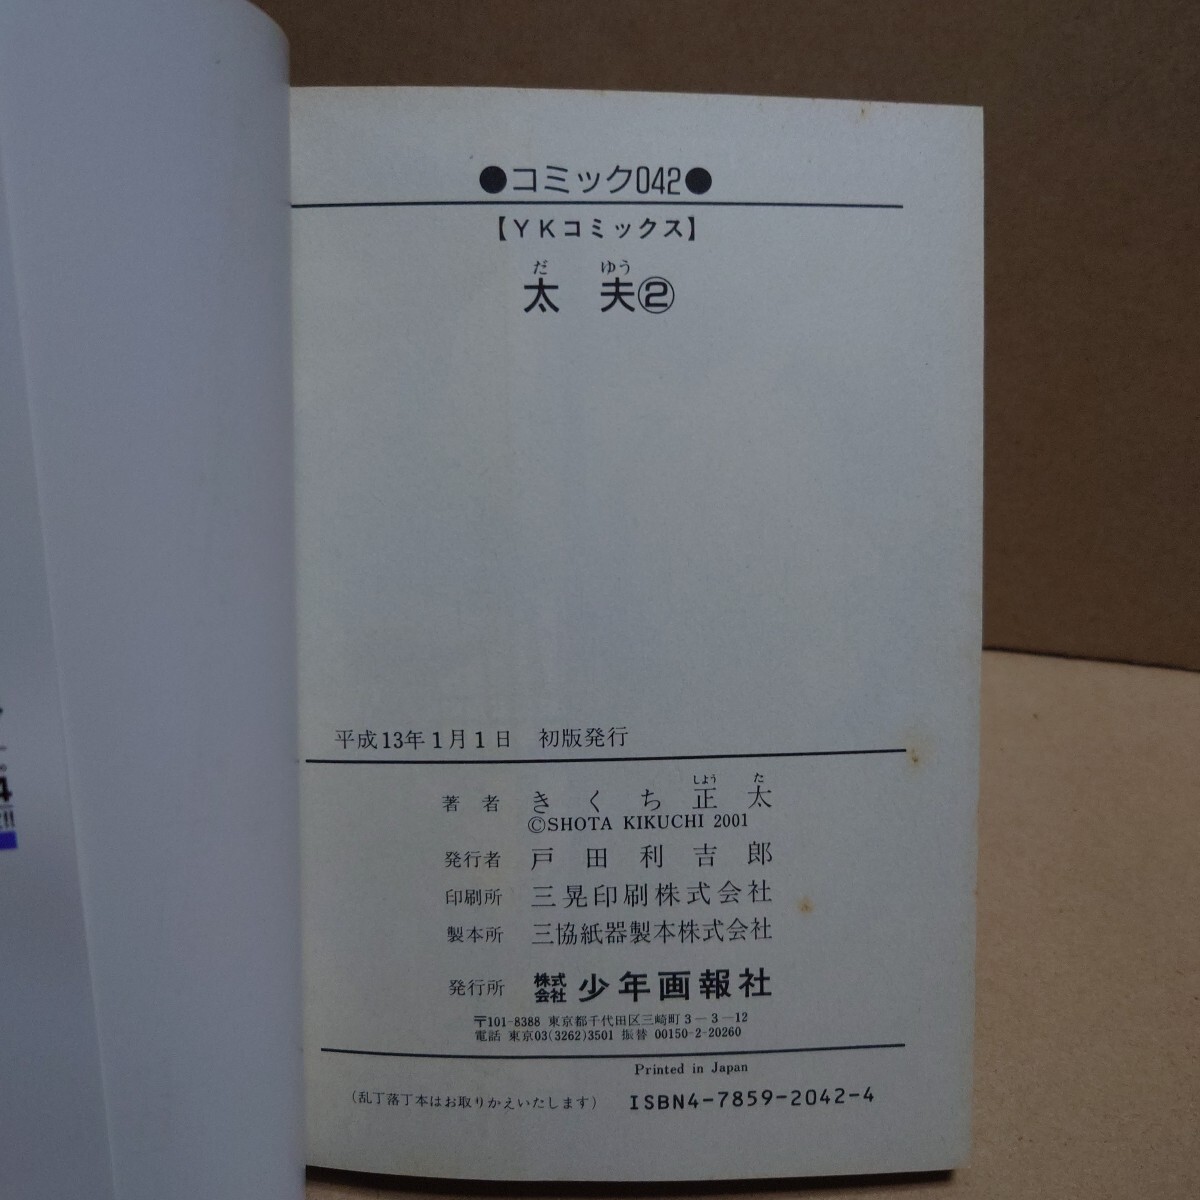 ●コミック042●
【YKコミックス】
だ ゆう
太 夫②
平成13年1月1日 初版発行
しよう た
著者 きくち正太
©SHOTA KIKUCHI 2001
発行者 戸田利吉郎
印刷所 三晃印刷株式会社
製本所 三協紙器製本株式会社
発行所 株式会社 少年画報社
〒101-8388 東京都千代田区三崎町3-3-12
電話 東京03(3262)3501 振替 00150-2-20260
Printed in Japan
(乱丁落丁本はお取りかえいたします) ISBN4-7859-2042-4
4
!!